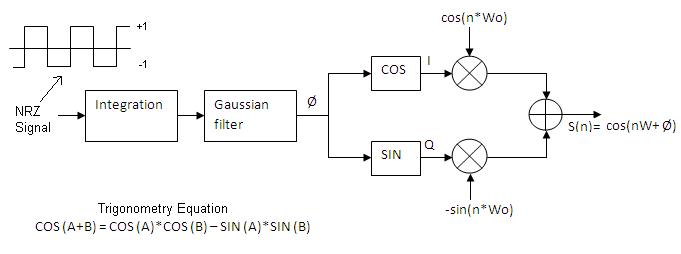 cos(n*Wo)
+1
-1
NRZ
Signal
Integration
Gaussian
filter
Ø
COS
I
SIN
Q
S(n)= cos(nW+Ø)
-sin(n*Wo)
Trigonometry Equation
COS(A+B)=COS(A)*COS(B)-SIN(A)*SIN(B)